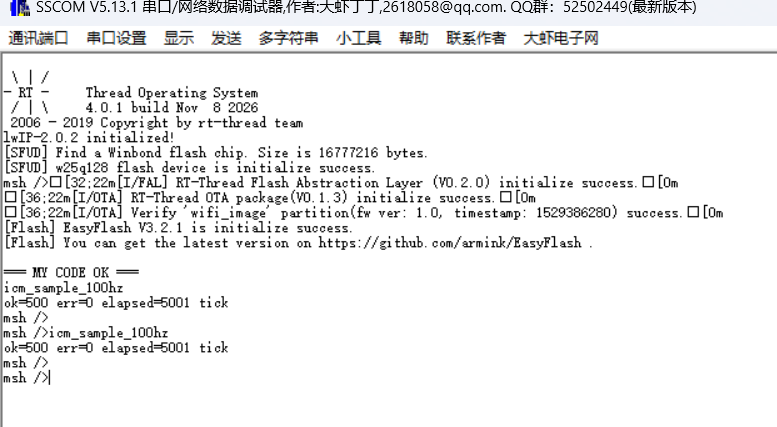 SSCOM V5.13.1 串口/网络数据调试器,作者:大虾丁丁,2618058@qq.com. QQ群: 52502449(最新版本)
通讯端口 串口设置 显示 发送 多字符串 小工具 帮助 联系作者 大虾电子网
\ | /
- RT -     Thread Operating System
/ | \     4.0.1 build Nov  8 2026
2006 - 2019 Copyright by rt-thread team
lwIP-2.0.2 initialized!
[SFUD] Find a Winbond flash chip. Size is 16777216 bytes.
[SFUD] w25q128 flash device is initialize success.
msh />□[32;22m[I/FAL] RT-Thread Flash Abstraction Layer (V0.2.0) initialize success.□[0m
□[36;22m[I/OTA] RT-Thread OTA package(V0.1.3) initialize success.□[0m
□[36;22m[I/OTA] Verify 'wifi_image' partition(fw ver: 1.0, timestamp: 1529386280) success.□[0m
[Flash] EasyFlash V3.2.1 is initialize success.
[Flash] You can get the latest version on https://github.com/armink/EasyFlash .
=== MY CODE OK ===
icm_sample_100hz
ok=500 err=0 elapsed=5001 tick
msh />
msh />icm_sample_100hz
ok=500 err=0 elapsed=5001 tick
msh />
msh />